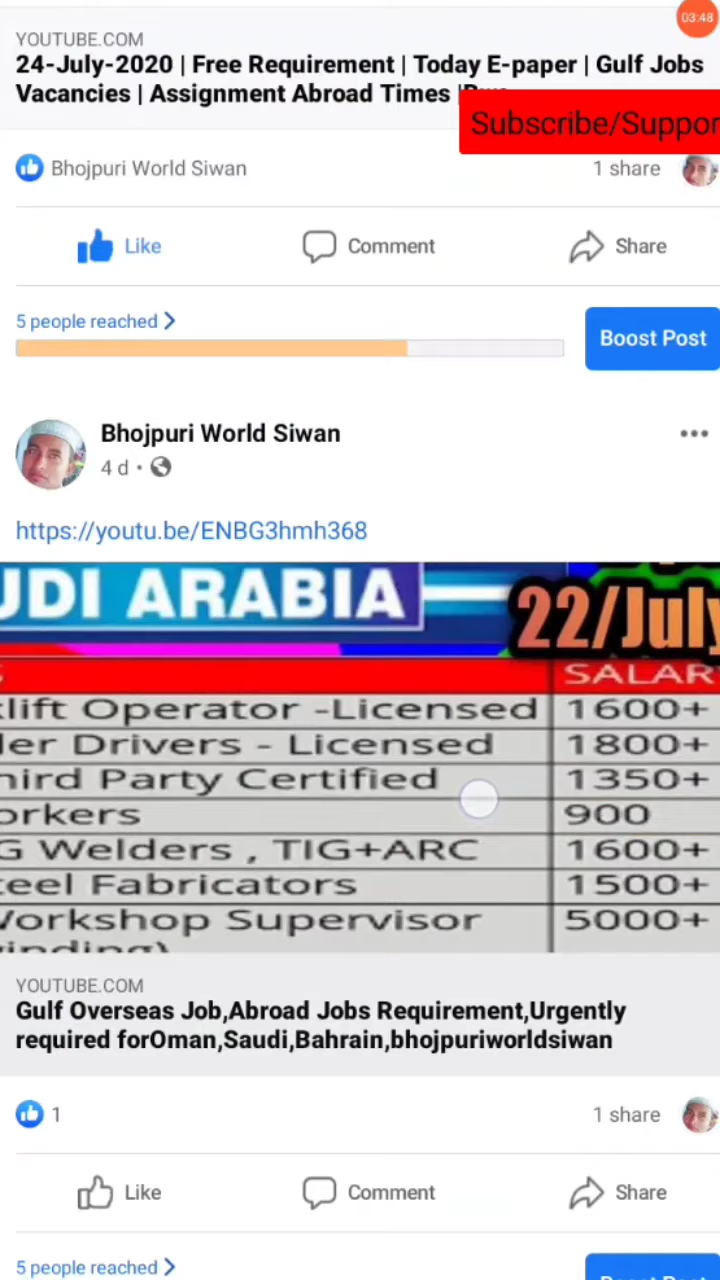 03:48
YOUTUBE.COM
24-July-2020 | Free Requirement | Today E-paper | Gulf Jobs
Vacancies | Assignment Abroad Times |
Subscribe/Suppor
Bhojpuri World Siwan
1 share
Like
Comment
Share
5 people reached
Boost Post
Bhojpuri World Siwan
4 d
https://youtu.be/ENBG3hmh368
UDI ARABIA
22/July
SALAR
lift Operator -Licensed 1600+
er Drivers - Licensed 1800+
hird Party Certified 1350+
orkers 900
G Welders , TIG+ARC 1600+
eel Fabricators 1500+
Workshop Supervisor 5000+
YOUTUBE.COM
Gulf Overseas Job,Abroad Jobs Requirement,Urgently
required forOman,Saudi,Bahrain,bhojpuriworldsiwan
1
1 share
Like
Comment
Share
5 people reached